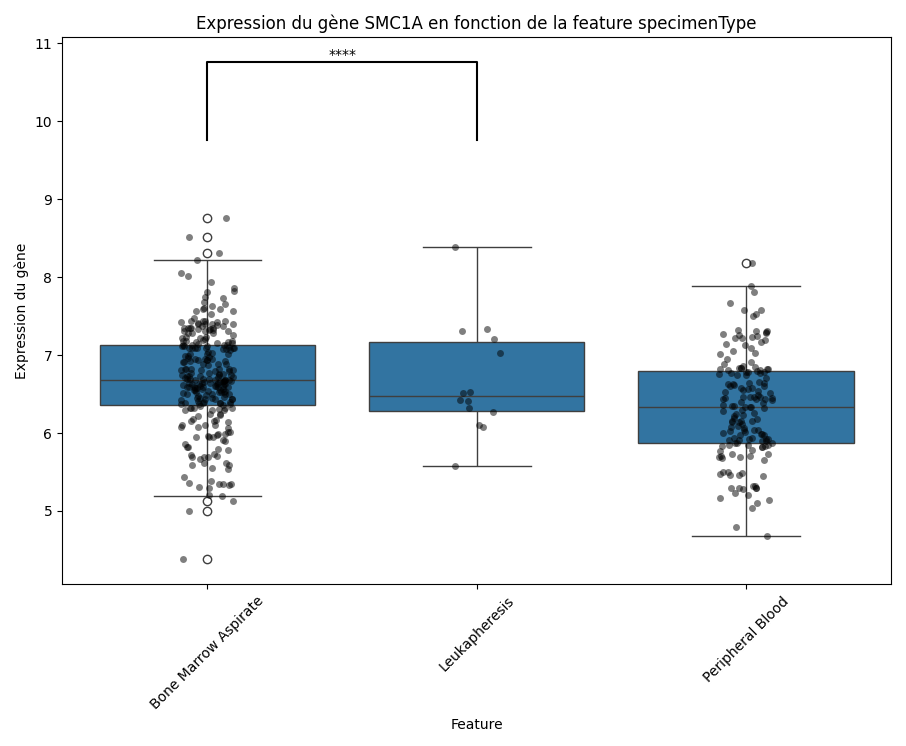 Expression du gène SMC1A en fonction de la feature specimenType
****
11
10
9
8
7
6
5
Expression du gène
Bone Marrow Aspirate
Leukapheresis
Peripheral Blood
Feature